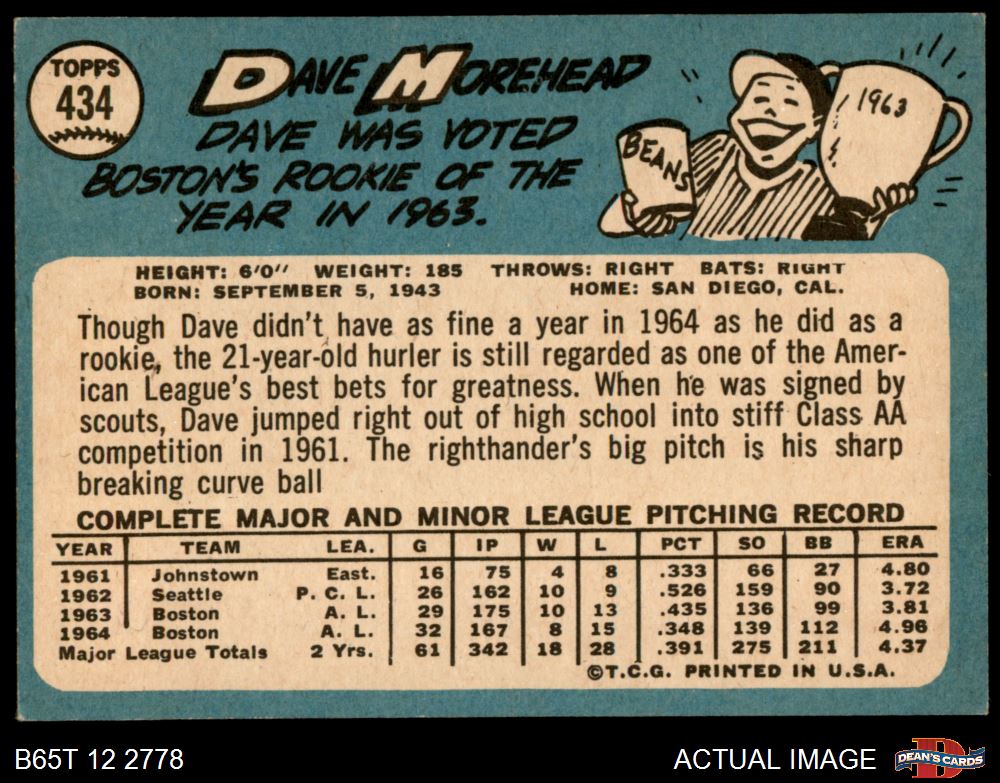 TOPPS
434
DAVE MOREHEAD
DAVE WAS VOTED
BOSTON'S ROOKIE OF THE
YEAR IN 1963.
BEANS
1963
HEIGHT: 6'0" WEIGHT: 185 THROWS: RIGHT BATS: RIGHT
BORN: SEPTEMBER 5, 1943 HOME: SAN DIEGO, CAL.
Though Dave didn't have as fine a year in 1964 as he did as a
rookie, the 21-year-old hurler is still regarded as one of the Amer-
ican League's best bets for greatness. When he was signed by
scouts, Dave jumped right out of high school into stiff Class AA
competition in 1961. The righthander's big pitch is his sharp
breaking curve ball
COMPLETE MAJOR AND MINOR LEAGUE PITCHING RECORD
YEAR TEAM LEA. G IP W L PCT SO BB ERA
1961 Johnstown East. 16 75 4 8 .333 66 27 4.80
1962 Seattle P. C. L. 26 162 10 9 .526 159 90 3.72
1963 Boston A. L. 29 175 10 13 .435 136 99 3.81
1964 Boston A. L. 32 167 8 15 .348 139 112 4.96
Major League Totals 2 Yrs. 61 342 18 28 .391 275 211 4.37
©T.C.G. PRINTED IN U.S.A.
B65T 12 2778
ACTUAL IMAGE
D
DEAN'S CARDS